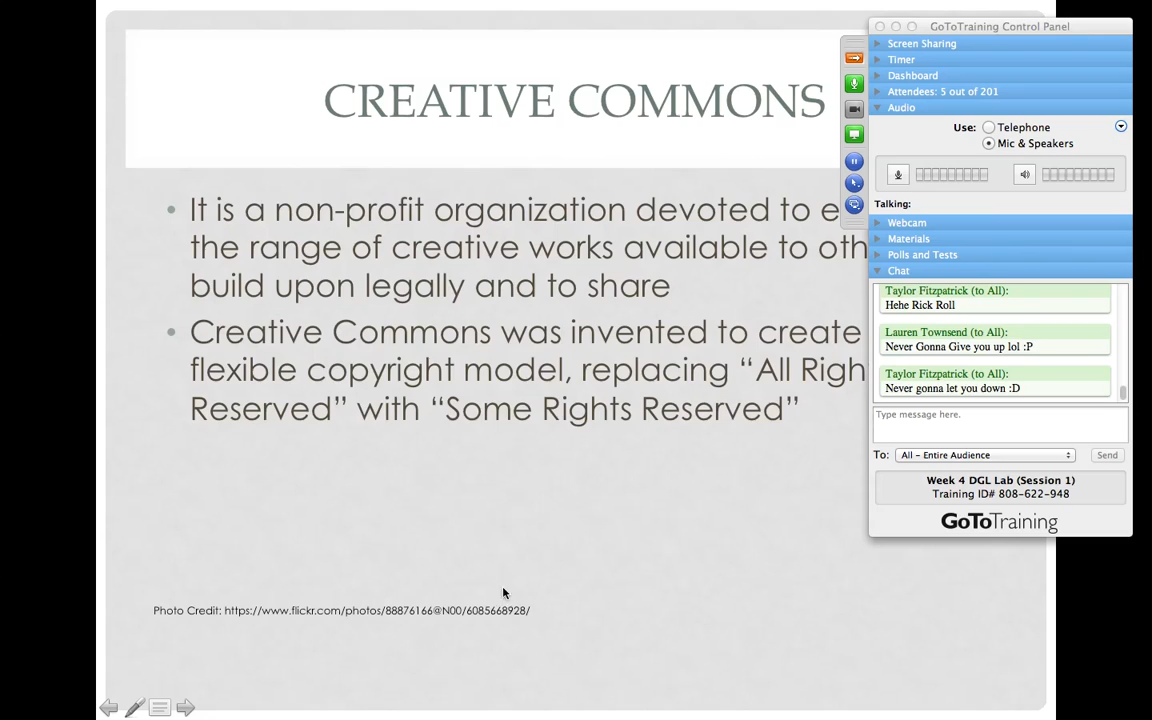 CREATIVE COMMONS
It is a non-profit organization devoted to
the range of creative works available to
build upon legally and to share
Creative Commons was invented to create
flexible copyright model, replacing “All
Reserved” with “Some Rights Reserved”
Photo Credit: https://www.flickr.com/photos/88876166@N00/6085668928/
GoToTraining Control Panel
Screen Sharing
Timer
Dashboard
Attendees: 5 out of 201
Audio
Use: Telephone
Mic & Speakers
Talking:
Webcam
Materials
Polls and Tests
Chat
Taylor Fitzpatrick (to All):
Hehe Rick Roll
Lauren Townsend (to All):
Never Gonna Give you up lol :P
Taylor Fitzpatrick (to All):
Never gonna let you down :D
Type message here.
To: All – Entire Audience Send
Week 4 DGL Lab (Session 1)
Training ID# 808-622-948
GoToTraining